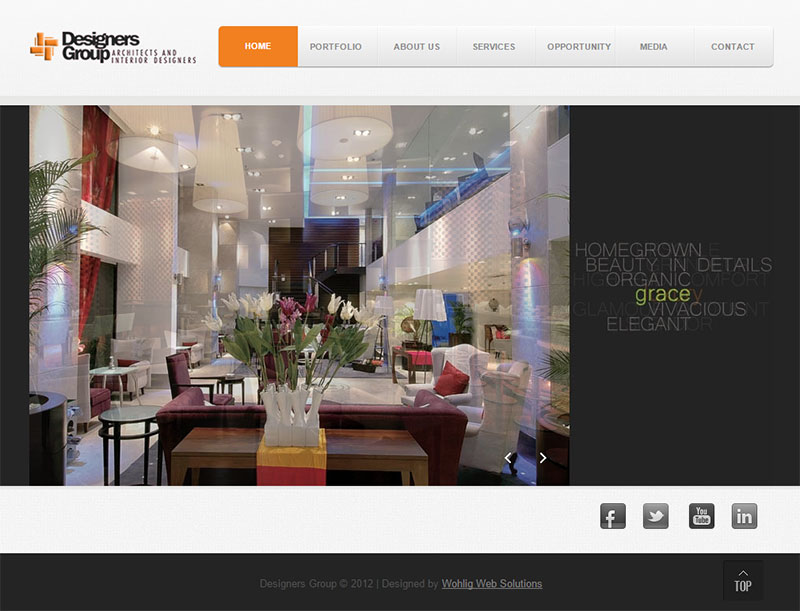 Designers
Group ARCHITECTS AND
INTERIOR DESIGNERS
HOME
PORTFOLIO
ABOUT US
SERVICES
OPPORTUNITY
MEDIA
CONTACT
HOMEGROWN
BEAUTY IN DETAILS
ORGANIC
grace
VIVACIOUS
ELEGANT
f
You
Tube
in
Designers Group © 2012 | Designed by Wohlig Web Solutions
TOP